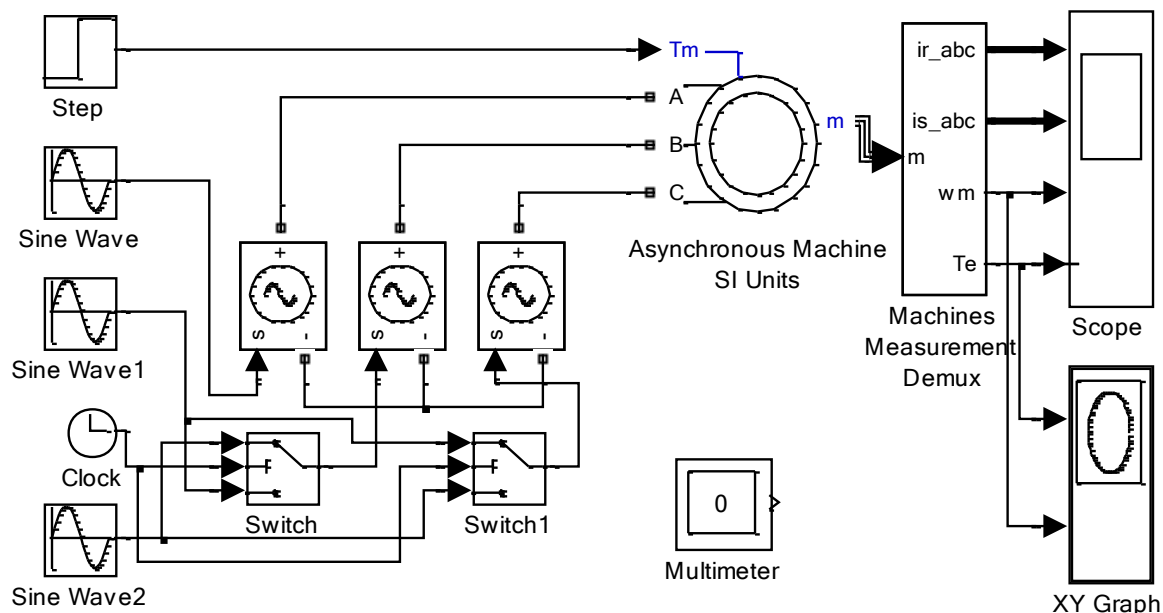 Step
Sine Wave
Sine Wave1
Clock
Sine Wave2
+
s
-
+
s
-
+
s
-
Switch
Switch1
Tm
A
B
C
m
Asynchronous Machine
SI Units
0
Multimeter
ir_abc
is_abc
m
wm
Te
Machines
Measurement
Demux
Scope
XY Graph